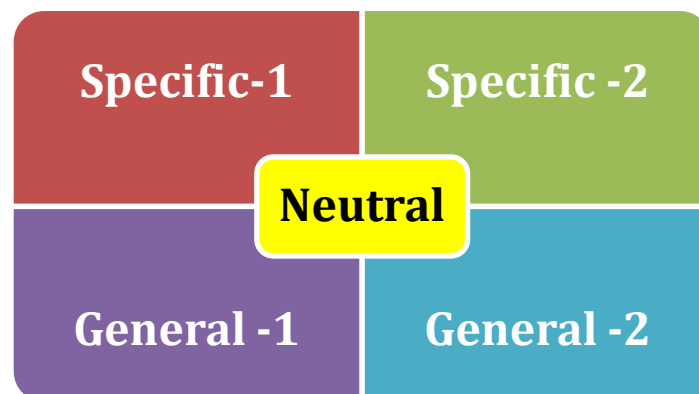 Specific-1
Specific -2
Neutral
General -1
General -2